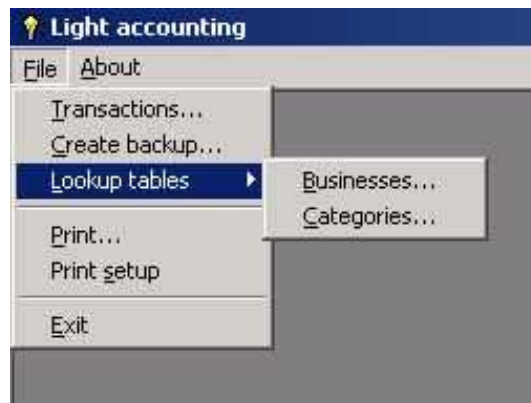 Light accounting
File About
Transactions...
Create backup...
Lookup tables
Businesses...
Categories...
Print...
Print setup
Exit